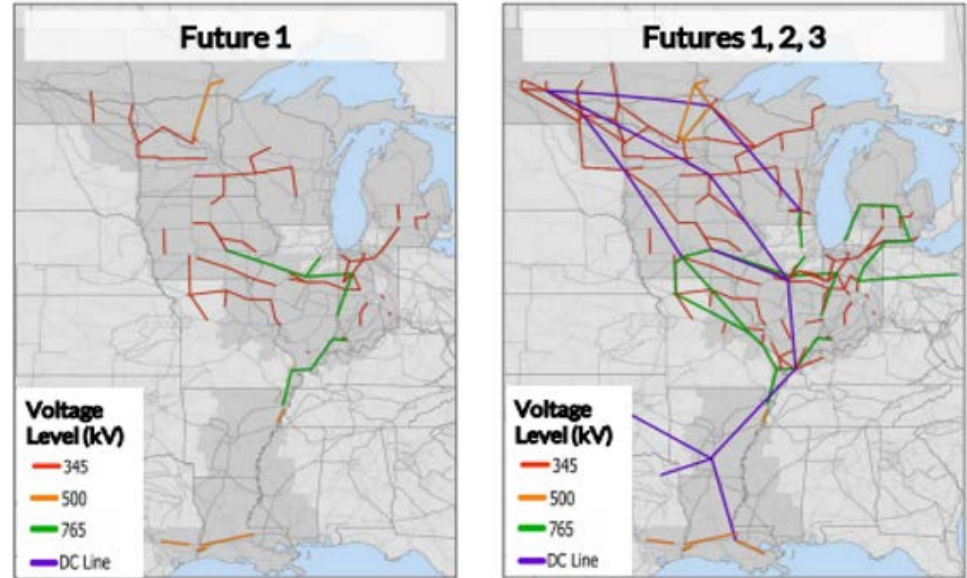 Future 1
Voltage
Level (kV)
345
500
765
DC Line
Futures 1, 2, 3
Voltage
Level (kV)
345
500
765
DC Line